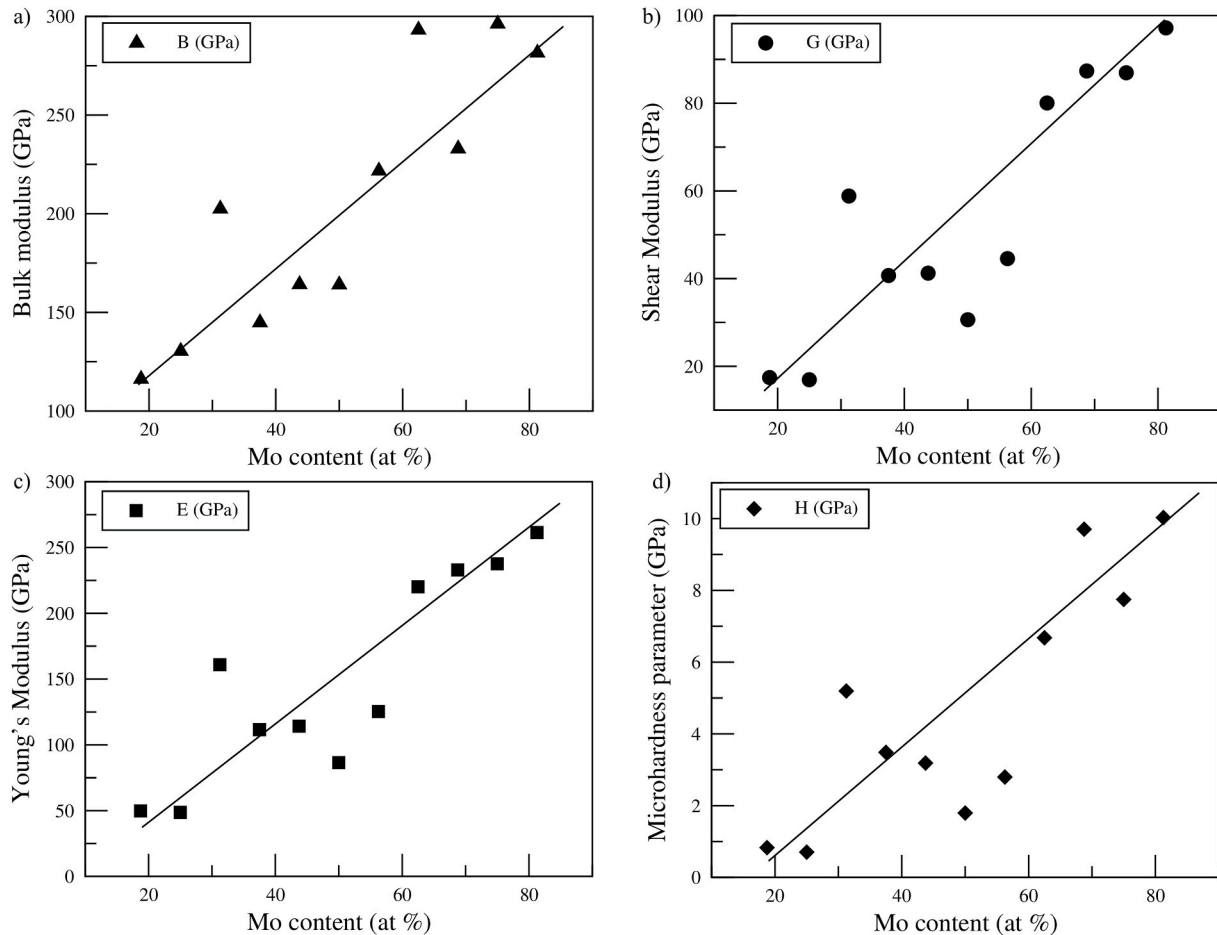 a)
B (GPa)
Bulk modulus (GPa)
300
250
200
150
100
20 40 60 80
Mo content (at %)
b)
G (GPa)
Shear Modulus (GPa)
100
80
60
40
20
20 40 60 80
Mo content (at %)
c)
E (GPa)
Young's Modulus (GPa)
300
250
200
150
100
50
0
20 40 60 80
Mo content (at %)
d)
H (GPa)
Microhardness parameter (GPa)
10
8
6
4
2
0
20 40 60 80
Mo content (at %)